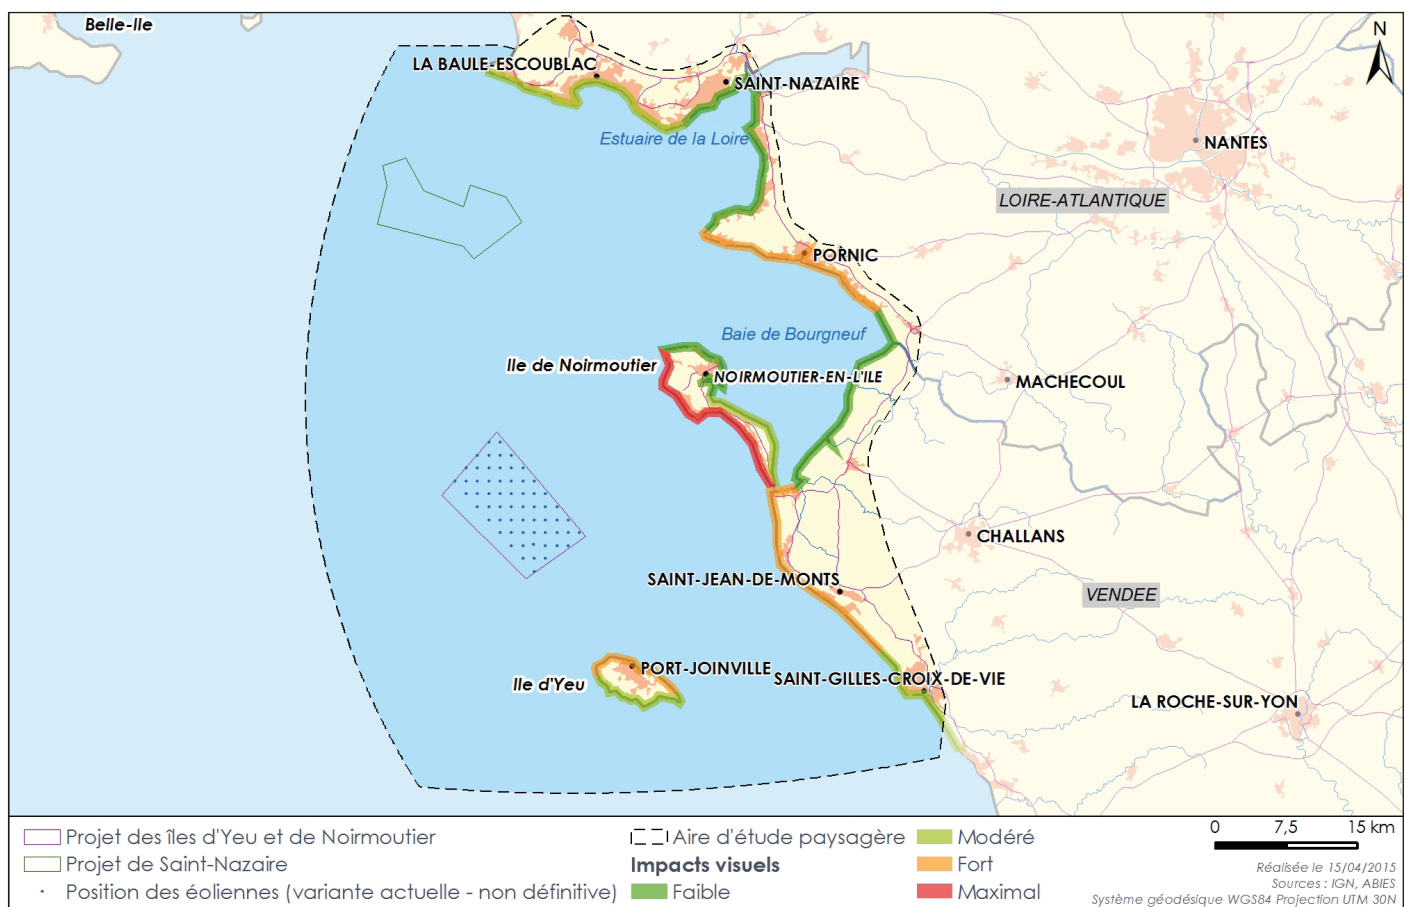 Belle-Ile
N
LA BAULE-ESCOUBLAC
SAINT-NAZAIRE
Estuaire de la Loire
NANTES
LOIRE-ATLANTIQUE
PORNIC
Baie de Bourgneuf
Ile de Noirmoutier
NOIRMOUTIER-EN-L'ILE
MACHECOUL
CHALLANS
SAINT-JEAN-DE-MONTS
VENDEE
PORT-JOINVILLE
Ile d'Yeu
SAINT-GILLES-CROIX-DE-VIE
LA ROCHE-SUR-YON
Projet des îles d'Yeu et de Noirmoutier
Projet de Saint-Nazaire
Position des éoliennes (variante actuelle - non définitive)
Aire d'étude paysagère
Impacts visuels
Faible
Modéré
Fort
Maximal
0 7,5 15 km
Réalisée le 15/04/2015
Sources : IGN, ABIES
Système géodésique WGS84 Projection UTM 30N